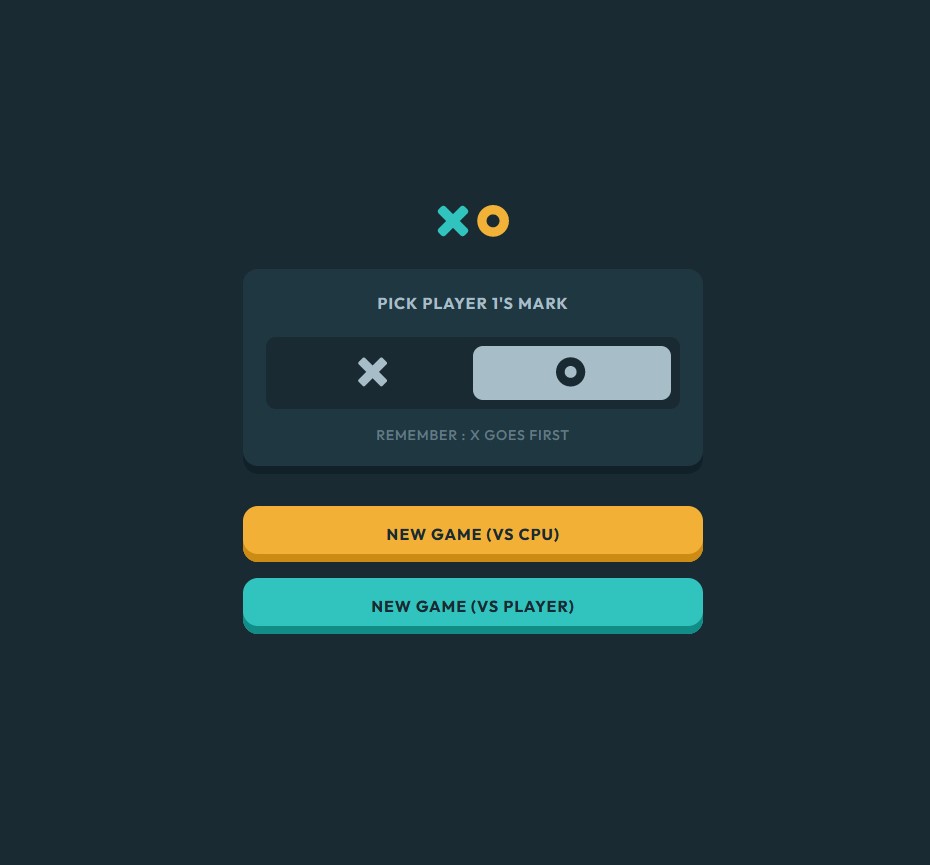 PICK PLAYER 1'S MARK
REMEMBER : X GOES FIRST
NEW GAME (VS CPU)
NEW GAME (VS PLAYER)